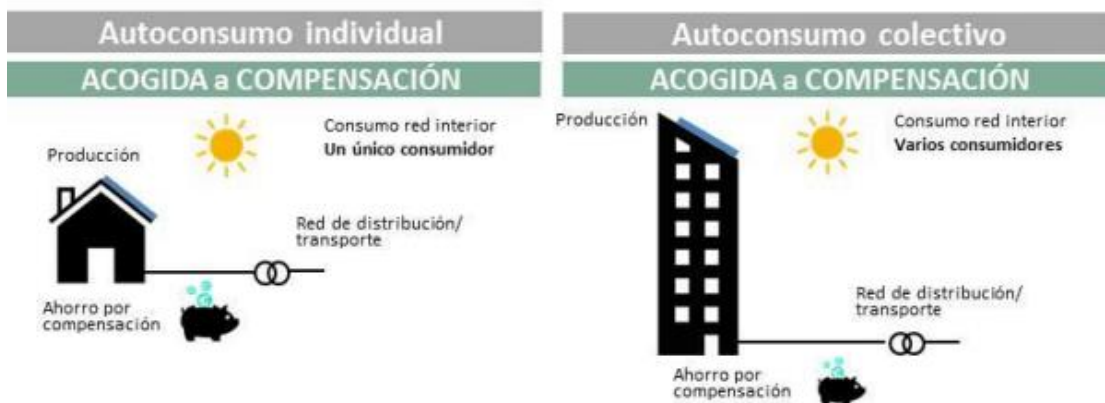 Autoconsumo individual
ACOGIDA a COMPENSACIÓN
Consumo red interior
Un único consumidor
Producción
Red de distribución/
transporte
Ahorro por
compensación
Autoconsumo colectivo
ACOGIDA a COMPENSACIÓN
Producción
Consumo red interior
Varios consumidores
Red de distribución/
transporte
Ahorro por
compensación